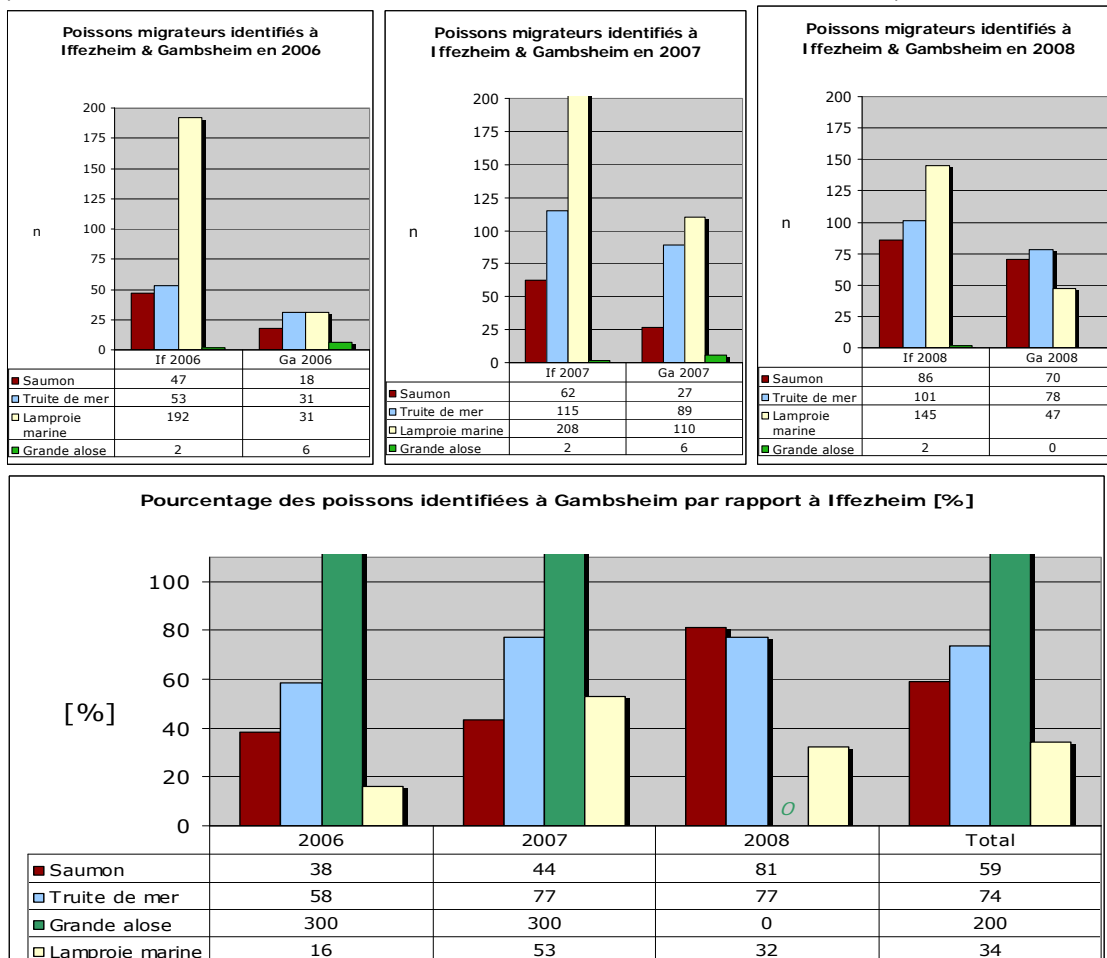 Poissons migrateurs identifiés à
Iffezheim & Gambsheim en 2006
200
175
150
125
100
75
50
25
0
n
If 2006 Ga 2006
Saumon 47 18
Truite de mer 53 31
Lamproie marine 192 31
Grande alose 2 6
Poissons migrateurs identifiés à
Iffezheim & Gambsheim en 2007
200
175
150
125
100
75
50
25
0
n
If 2007 Ga 2007
Saumon 62 27
Truite de mer 115 89
Lamproie marine 208 110
Grande alose 2 6
Poissons migrateurs identifiés à
Iffezheim & Gambsheim en 2008
200
175
150
125
100
75
50
25
0
n
If 2008 Ga 2008
Saumon 86 70
Truite de mer 101 78
Lamproie marine 145 47
Grande alose 2 0
Pourcentage des poissons identifiées à Gambsheim par rapport à Iffezheim [%]
100
80
60
40
20
0
[%]
0
2006 2007 2008 Total
Saumon 38 44 81 59
Truite de mer 58 77 77 74
Grande alose 300 300 0 200
Lamproie marine 16 53 32 34